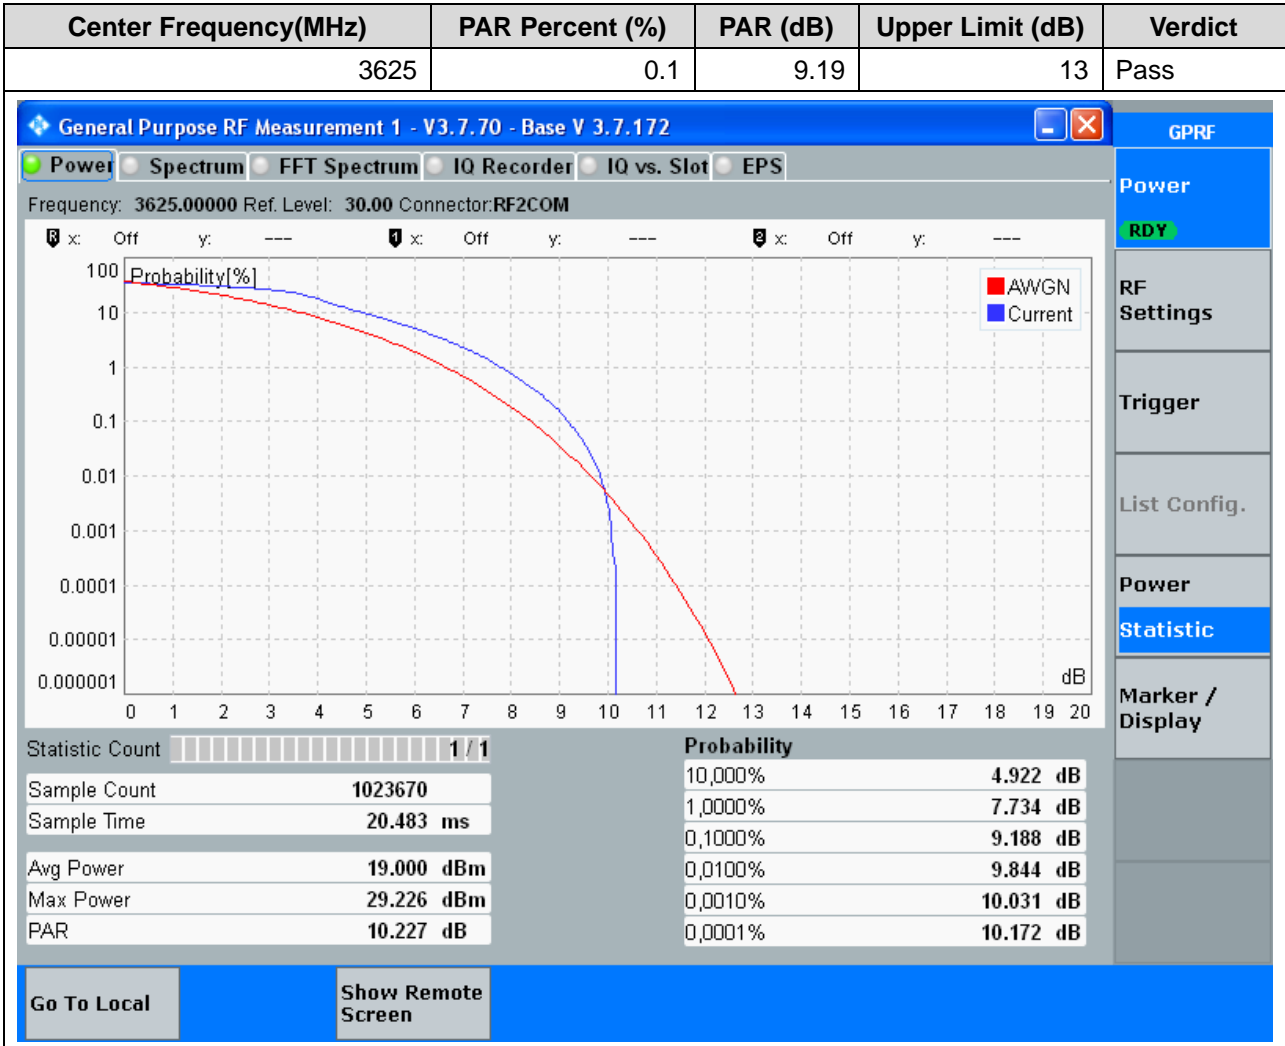 Center Frequency(MHz) PAR Percent (%) PAR (dB) Upper Limit (dB) Verdict
3625 0.1 9.19 13 Pass
General Purpose RF Measurement 1 - V3.7.70 - Base V 3.7.172
GPRF
Power Spectrum FFT Spectrum IQ Recorder IQ vs. Slot EPS
Frequency: 3625.00000 Ref. Level: 30.00 Connector:RF2COM
R x: Off y: --- 1 x: Off y: --- 2 x: Off y: ---
Probability[%]
AWGN
Current
100
10
1
0.1
0.01
0.001
0.0001
0.00001
0.000001
dB
0 1 2 3 4 5 6 7 8 9 10 11 12 13 14 15 16 17 18 19 20
Statistic Count 1 / 1
Sample Count 1023670
Sample Time 20.483 ms
Avg Power 19.000 dBm
Max Power 29.226 dBm
PAR 10.227 dB
Probability
10,000% 4.922 dB
1,0000% 7.734 dB
0,1000% 9.188 dB
0,0100% 9.844 dB
0,0010% 10.031 dB
0,0001% 10.172 dB
Power
RDY
RF
Settings
Trigger
List Config.
Power
Statistic
Marker /
Display
Go To Local
Show Remote
Screen